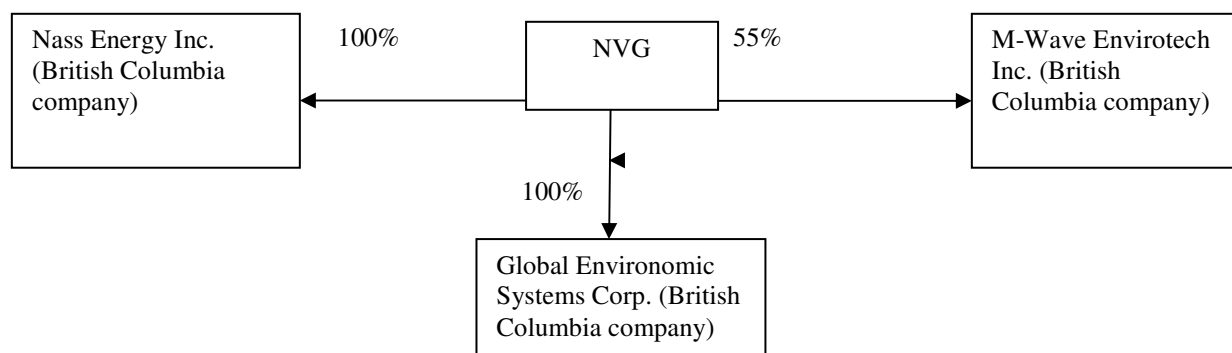 Nass Energy Inc.
(British Columbia
company)
100%
NVG
55%
M-Wave Envirotech
Inc. (British
Columbia company)
100%
Global Environomic
Systems Corp. (British
Columbia company)